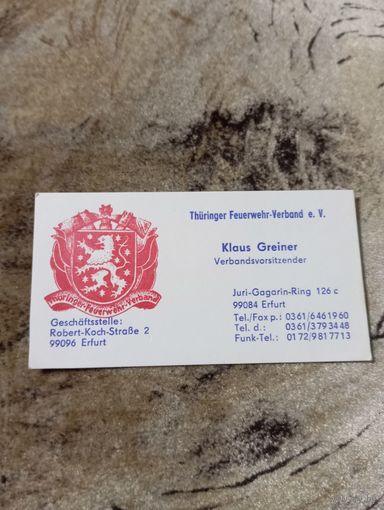 Thüringer Feuerwehr-Verband e. V.
Klaus Greiner
Verbandsvorsitzender
Juri-Gagarin-Ring 126 c
99084 Erfurt
Tel./Fax p.: 0361/6461960
Tel. d.: 0361/3793448
Funk-Tel.: 0172/9817713
Thüringer-Feuerwehr-Verband
Geschäftsstelle:
Robert-Koch-Straße 2
99096 Erfurt